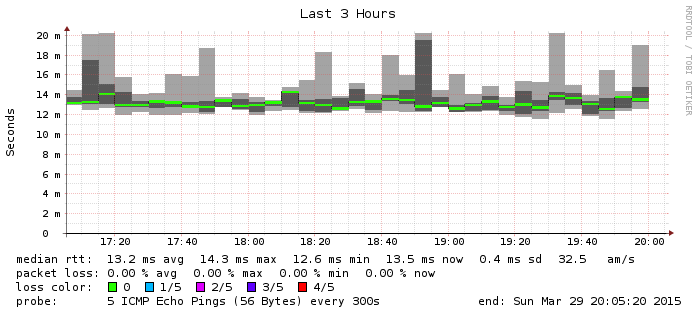 Last 3 Hours
RRDTOOL / TOBI OETIKER
Seconds
20 m
18 m
16 m
14 m
12 m
10 m
8 m
6 m
4 m
2 m
0
17:20 17:40 18:00 18:20 18:40 19:00 19:20 19:40 20:00
median rtt: 13.2 ms avg 14.3 ms max 12.6 ms min 13.5 ms now 0.4 ms sd 32.5 am/s
packet loss: 0.00 % avg 0.00 % max 0.00 % min 0.00 % now
loss color: 0 1/5 2/5 3/5 4/5
probe: 5 ICMP Echo Pings (56 Bytes) every 300s end: Sun Mar 29 20:05:20 2015